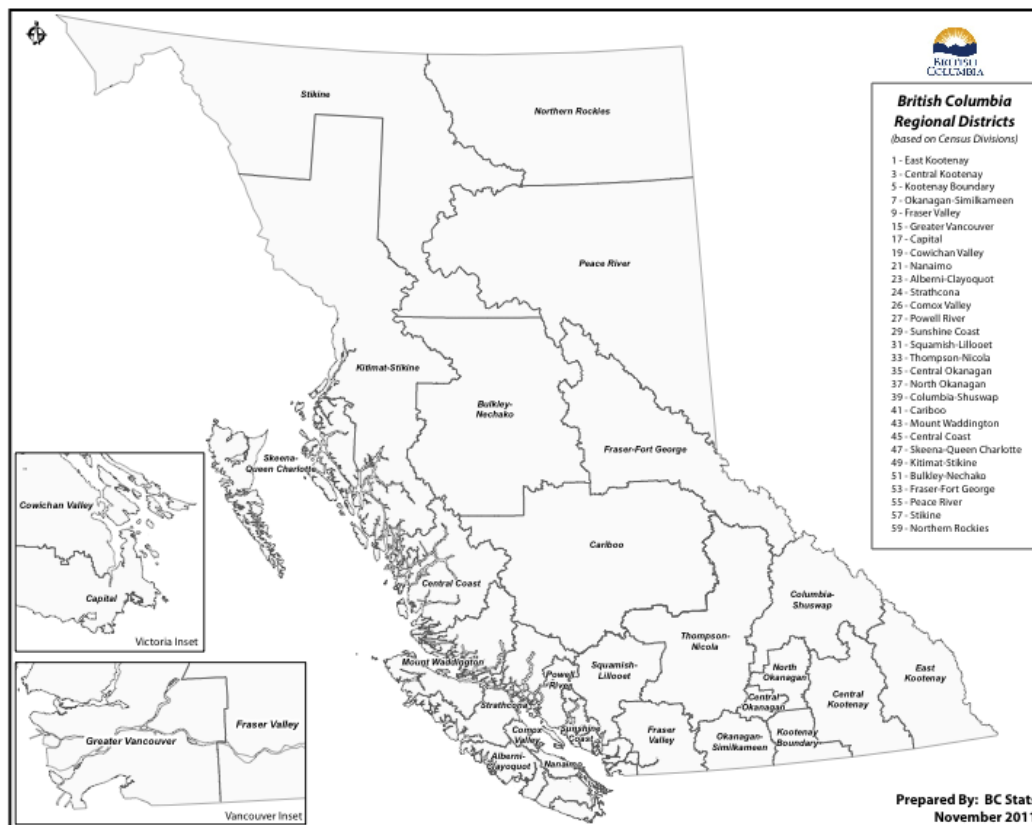 BRITISH
COLUMBIA
British Columbia
Regional Districts
(based on Census Divisions)
1 - East Kootenay
3 - Central Kootenay
5 - Kootenay Boundary
7 - Okanagan-Similkameen
9 - Fraser Valley
15 - Greater Vancouver
17 - Capital
19 - Cowichan Valley
21 - Nanaimo
23 - Alberni-Clayoquot
24 - Strathcona
26 - Comox Valley
27 - Powell River
29 - Sunshine Coast
31 - Squamish-Lillooet
33 - Thompson-Nicola
35 - Central Okanagan
37 - North Okanagan
39 - Columbia-Shuswap
41 - Cariboo
43 - Mount Waddington
45 - Central Coast
47 - Skeena-Queen Charlotte
49 - Kitimat-Stikine
51 - Bulkley-Nechako
53 - Fraser-Fort George
55 - Peace River
57 - Stikine
59 - Northern Rockies
Stikine
Northern Rockies
Peace River
Kitimat-Stikine
Bulkley-
Nechako
Fraser-Fort George
Skeena-
Queen Charlotte
Cariboo
Central Coast
Columbia-
Shuswap
Thompson-
Nicola
Mount Waddington
Squamish-
Lillooet
Powell
River
North
Okanagan
East
Kootenay
Central
Okanagan
Central
Kootenay
Strathcona
Comox
Valley
Sunshine
Coast
Fraser
Valley
Okanagan-
Similkameen
Kootenay
Boundary
Alberni-
Clayoquot
Nanaimo
Cowichan Valley
Capital
Victoria Inset
Greater Vancouver
Fraser Valley
Vancouver Inset
Prepared By: BC Stats
November 2011